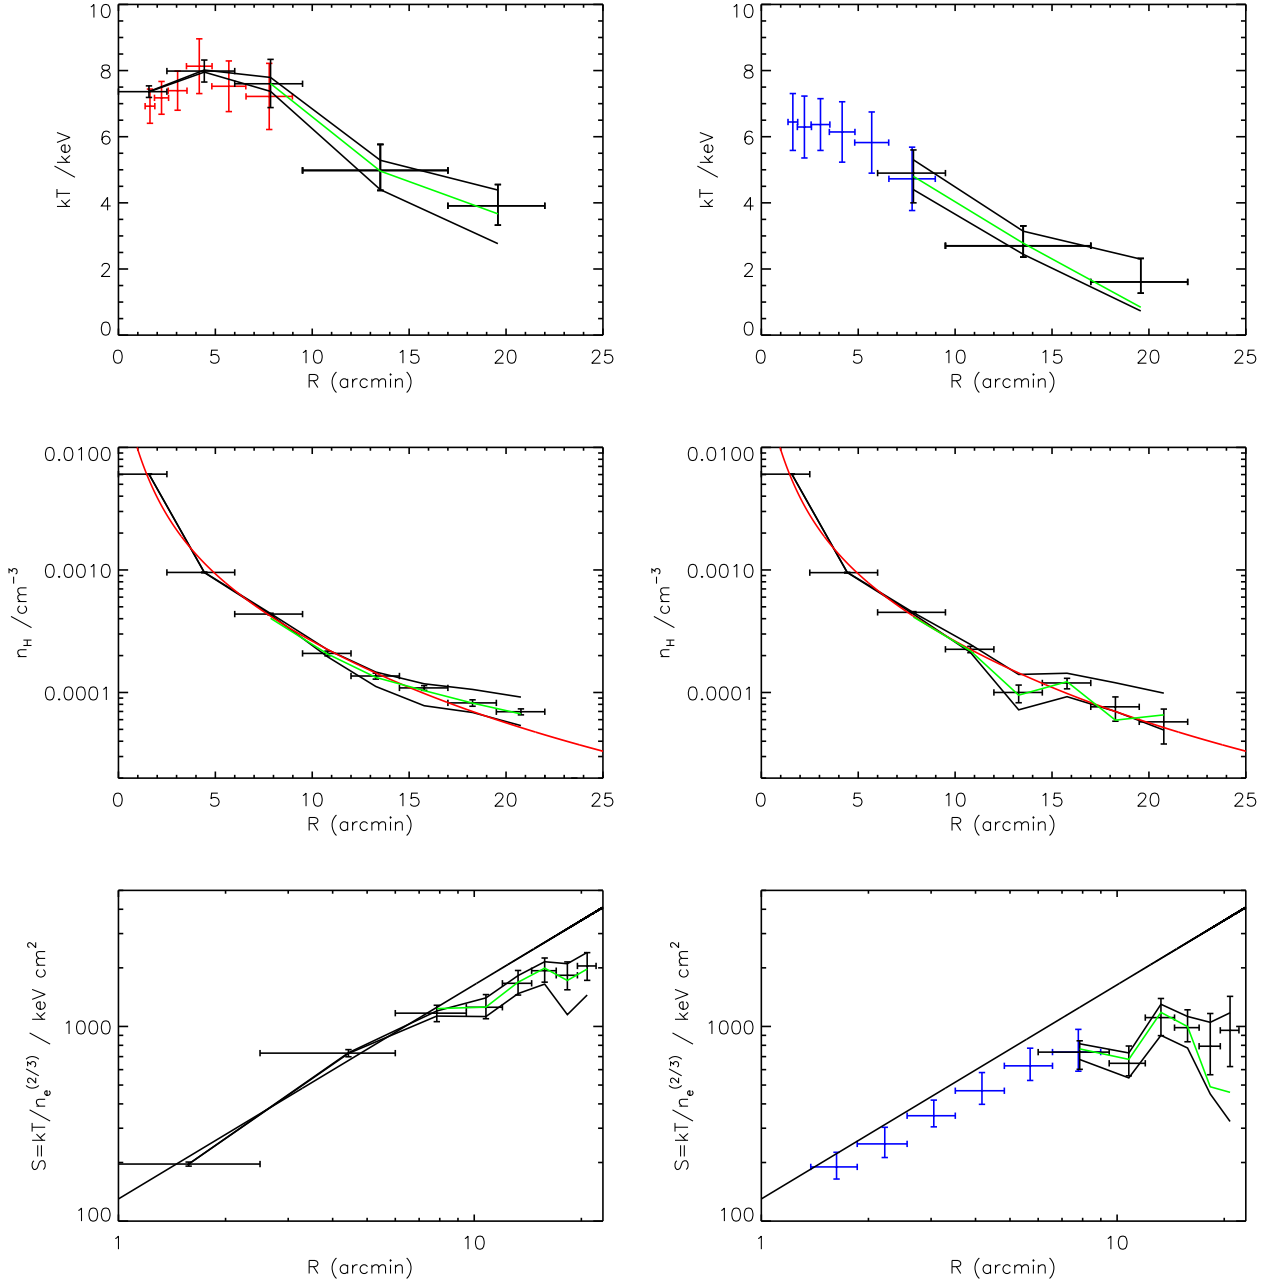 10
8
6
4
2
0
kT /keV
0 5 10 15 20 25
R (arcmin)
10
8
6
4
2
0
kT /keV
0 5 10 15 20 25
R (arcmin)
0.0100
0.0010
0.0001
n_H /cm^-3
0 5 10 15 20 25
R (arcmin)
0.0100
0.0010
0.0001
n_H /cm^-3
0 5 10 15 20 25
R (arcmin)
1000
100
S=kT/n_e^(2/3) / keV cm^2
1 10
R (arcmin)
1000
100
S=kT/n_e^(2/3) / keV cm^2
1 10
R (arcmin)